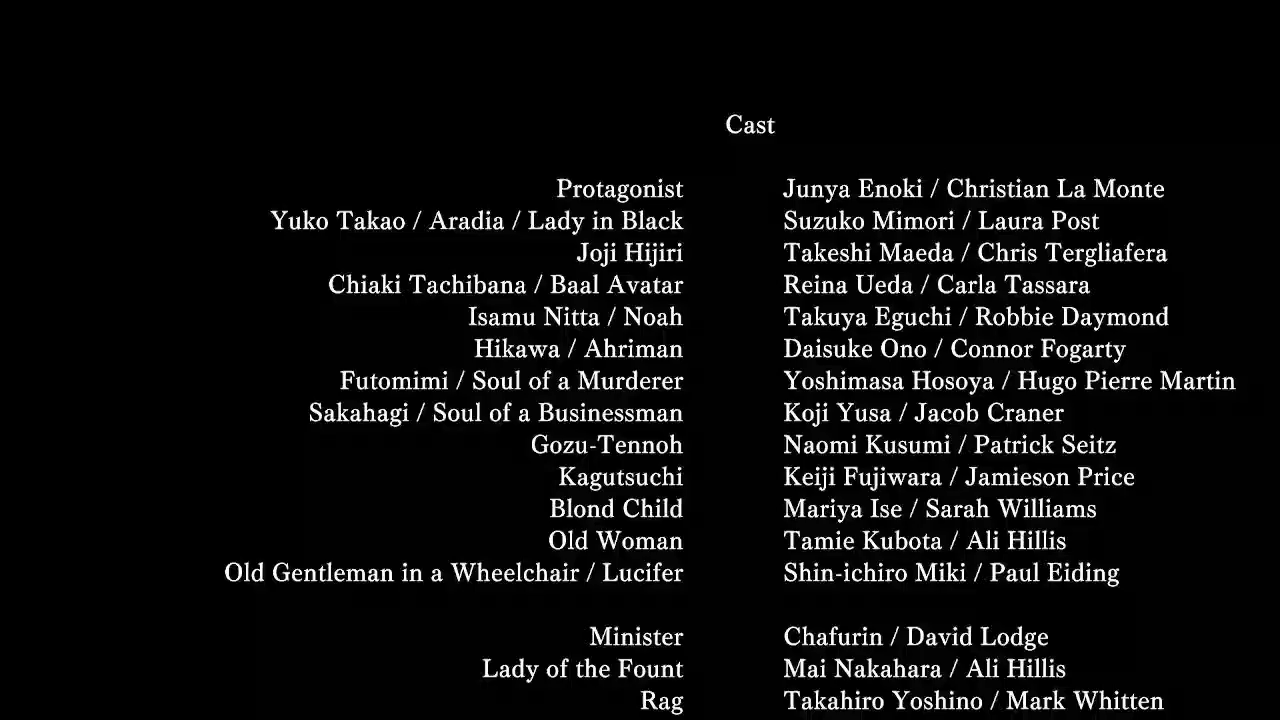 Cast
Protagonist Junya Enoki / Christian La Monte
Yuko Takao / Aradia / Lady in Black Suzuko Mimori / Laura Post
Joji Hijiri Takeshi Maeda / Chris Tergliafera
Chiaki Tachibana / Baal Avatar Reina Ueda / Carla Tassara
Isamu Nitta / Noah Takuya Eguchi / Robbie Daymond
Hikawa / Ahriman Daisuke Ono / Connor Fogarty
Futomimi / Soul of a Murderer Yoshimasa Hosoya / Hugo Pierre Martin
Sakahagi / Soul of a Businessman Koji Yusa / Jacob Craner
Gozu-Tennoh Naomi Kusumi / Patrick Seitz
Kagutsuchi Keiji Fujiwara / Jamieson Price
Blond Child Mariya Ise / Sarah Williams
Old Woman Tamie Kubota / Ali Hillis
Old Gentleman in a Wheelchair / Lucifer Shin-ichiro Miki / Paul Eiding
Minister Chafurin / David Lodge
Lady of the Fount Mai Nakahara / Ali Hillis
Rag Takahiro Yoshino / Mark Whitten